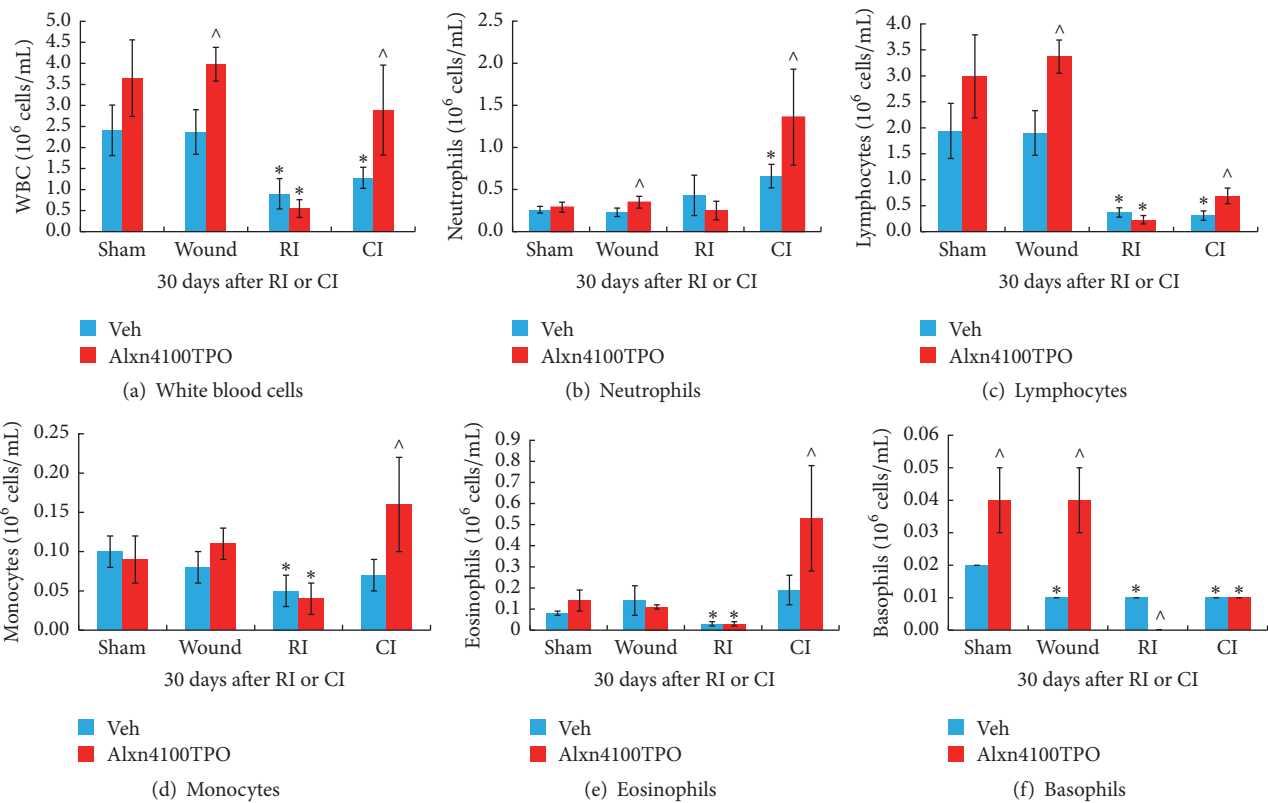 WBC (10⁶ cells/mL)
5.0
4.5
4.0
3.5
3.0
2.5
2.0
1.5
1.0
0.5
0.0
^
^
*
*
*
Sham Wound RI CI
30 days after RI or CI
Veh
Alxn4100TPO
(a) White blood cells
Neutrophils (10⁶ cells/mL)
2.5
2.0
1.5
1.0
0.5
0.0
^
^
*
Sham Wound RI CI
30 days after RI or CI
Veh
Alxn4100TPO
(b) Neutrophils
Lymphocytes (10⁶ cells/mL)
4.0
3.5
3.0
2.5
2.0
1.5
1.0
0.5
0.0
^
^
*
*
*
Sham Wound RI CI
30 days after RI or CI
Veh
Alxn4100TPO
(c) Lymphocytes
Monocytes (10⁶ cells/mL)
0.25
0.20
0.15
0.10
0.05
0.00
^
*
*
Sham Wound RI CI
30 days after RI or CI
Veh
Alxn4100TPO
(d) Monocytes
Eosinophils (10⁶ cells/mL)
0.9
0.8
0.7
0.6
0.5
0.4
0.3
0.2
0.1
0
^
*
*
Sham Wound RI CI
30 days after RI or CI
Veh
Alxn4100TPO
(e) Eosinophils
Basophils (10⁶ cells/mL)
0.06
0.05
0.04
0.03
0.02
0.01
0.00
^
^
*
*
^
*
*
Sham Wound RI CI
30 days after RI or CI
Veh
Alxn4100TPO
(f) Basophils